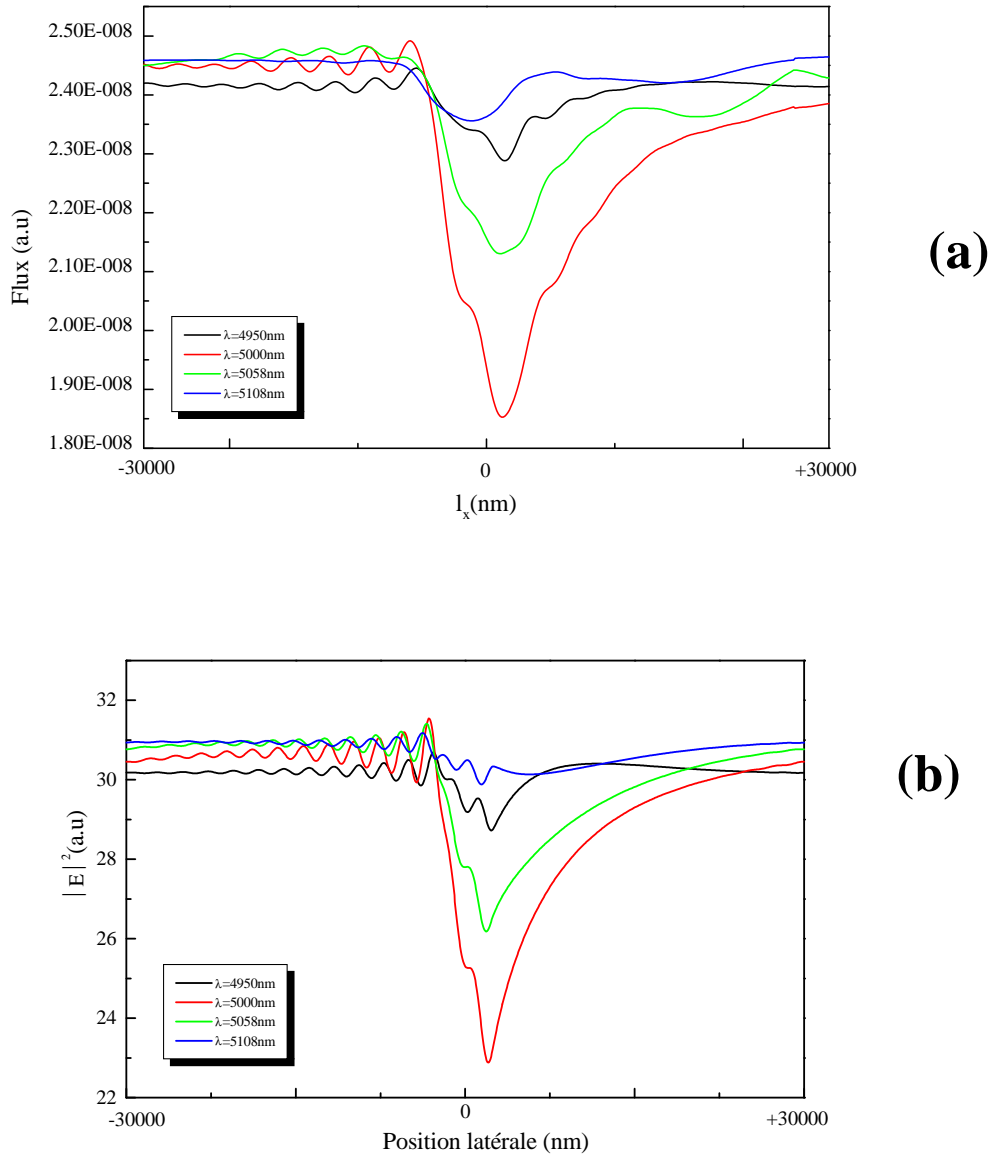 2.50E-008
2.40E-008
2.30E-008
2.20E-008
2.10E-008
2.00E-008
1.90E-008
1.80E-008
Flux (a.u)
λ=4950nm
λ=5000nm
λ=5058nm
λ=5108nm
-30000
0
+30000
l_x(nm)
(a)
32
30
28
26
24
22
|E|²(a.u)
λ=4950nm
λ=5000nm
λ=5058nm
λ=5108nm
-30000
0
+30000
Position latérale (nm)
(b)